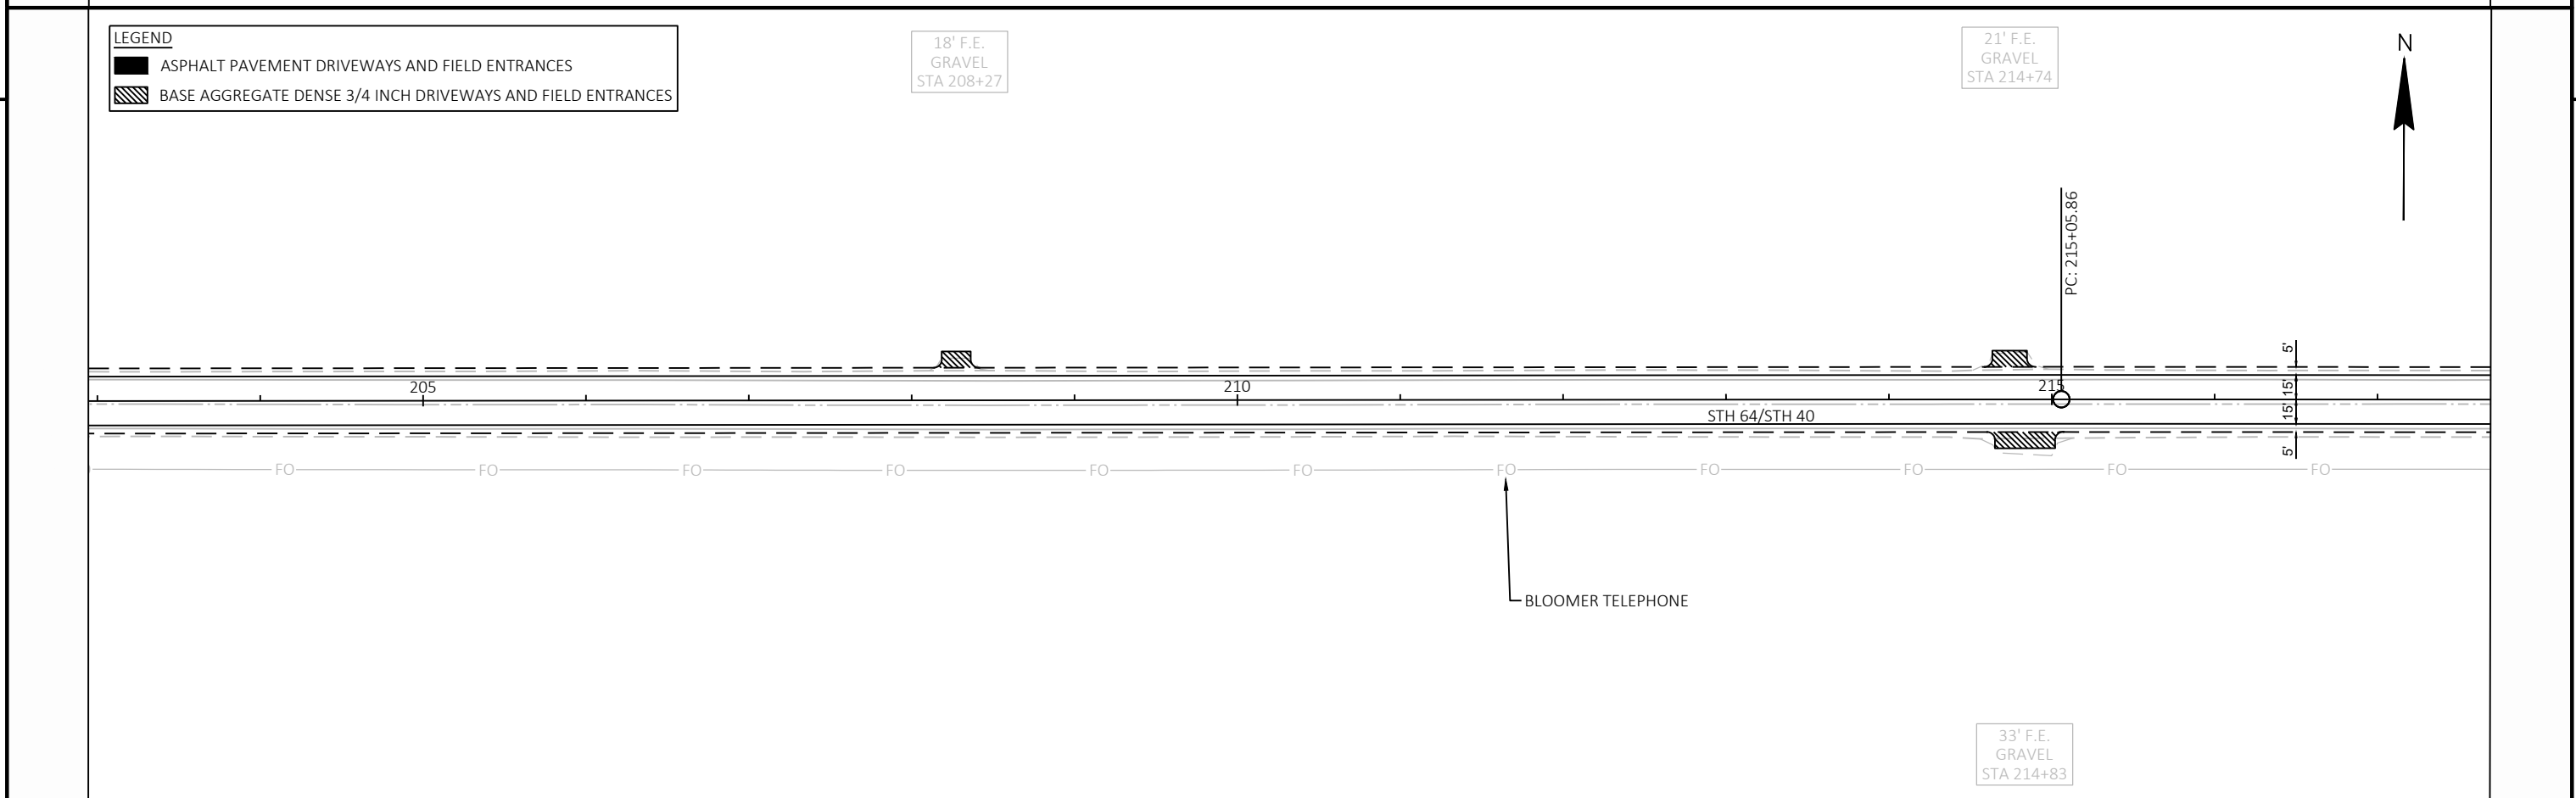 LEGEND
ASPHALT PAVEMENT DRIVEWAYS AND FIELD ENTRANCES
BASE AGGREGATE DENSE 3/4 INCH DRIVEWAYS AND FIELD ENTRANCES
18' F.E.
GRAVEL
STA 208+27
21' F.E.
GRAVEL
STA 214+74
N
PC: 215+05.86
205
210
215
STH 64/STH 40
5'
15'
15'
5'
FO
FO
FO
FO
FO
FO
FO
FO
FO
FO
FO
BLOOMER TELEPHONE
33' F.E.
GRAVEL
STA 214+83